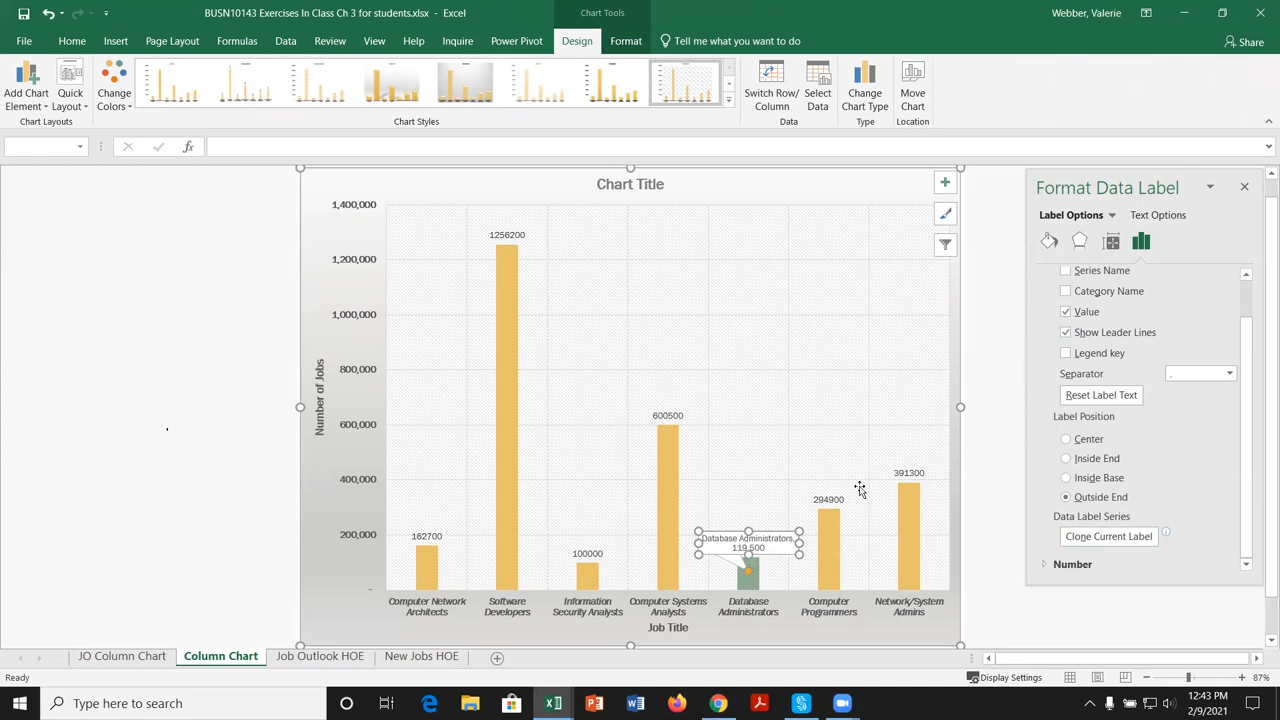 BUSN10143 Exercises In Class Ch 3 for students.xlsx - Excel
Chart Tools
Webber, Valerie
File Home Insert Page Layout Formulas Data Review View Help Inquire Power Pivot Design Format Tell me what you want to do
Share
Add Chart Element
Quick Layout
Change Colors
Switch Row/Column
Select Data
Change Chart Type
Move Chart
Chart Layouts
Chart Styles
Data
Type
Location
fx
Chart Title
1,400,000
1,200,000
1,000,000
800,000
600,000
400,000
200,000
-
Number of Jobs
162700
1256200
100000
600500
Database Administrators,
119,500
294900
391300
Computer Network Architects
Software Developers
Information Security Analysts
Computer Systems Analysts
Database Administrators
Computer Programmers
Network/System Admins
Job Title
Format Data Label
Label Options
Text Options
Series Name
Category Name
Value
Show Leader Lines
Legend key
Separator ,
Reset Label Text
Label Position
Center
Inside End
Inside Base
Outside End
Data Label Series
Clone Current Label
Number
JO Column Chart Column Chart Job Outlook HOE New Jobs HOE
Ready
Display Settings
87%
Type here to search
12:43 PM
2/9/2021